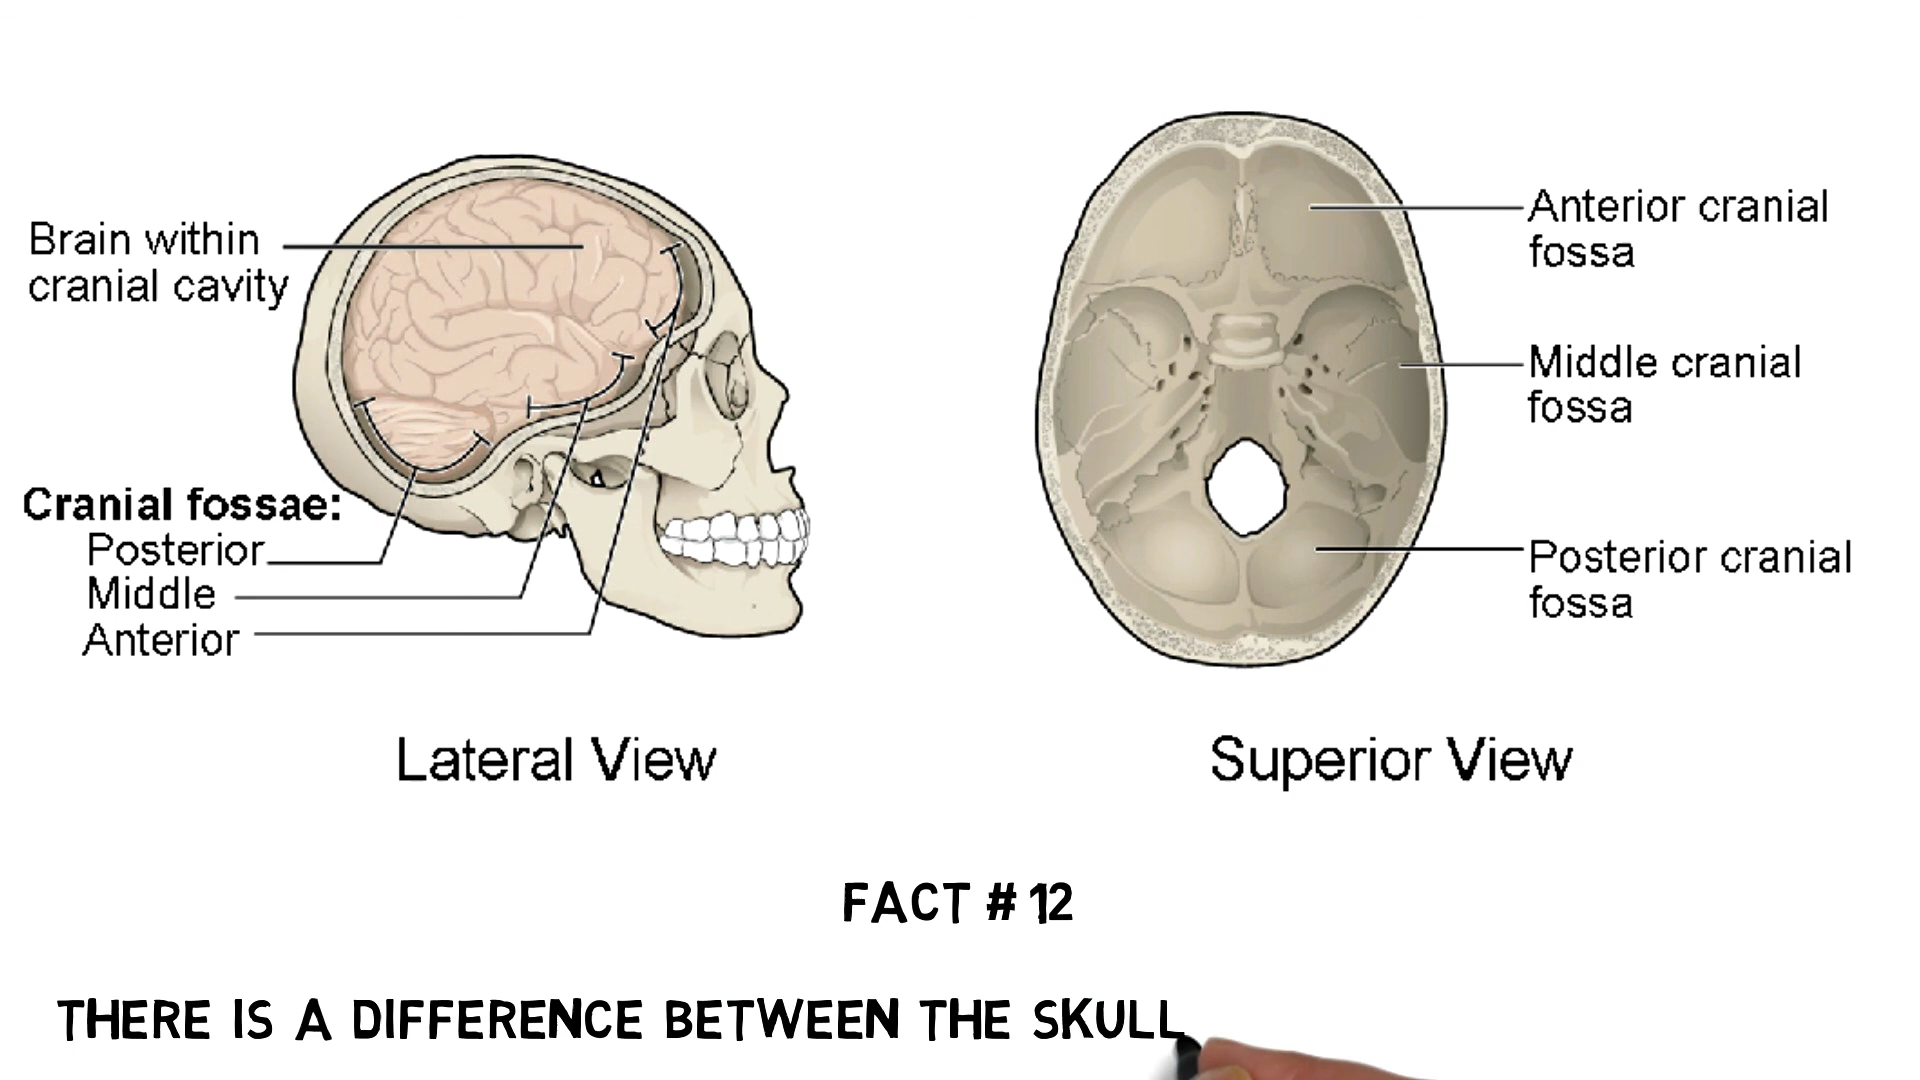 Brain within
cranial cavity
Cranial fossae:
Posterior
Middle
Anterior
Lateral View
Anterior cranial
fossa
Middle cranial
fossa
Posterior cranial
fossa
Superior View
FACT # 12
THERE IS A DIFFERENCE BETWEEN THE SKULL